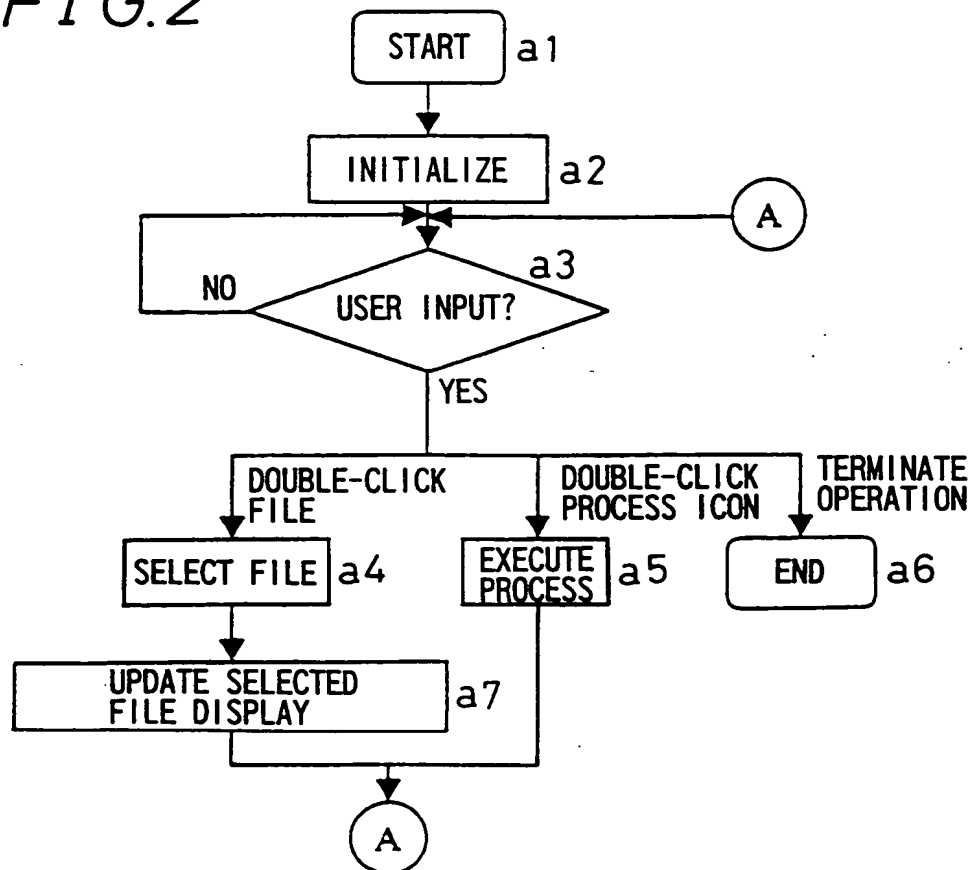 FIG.2
START a1
INITIALIZE a2
A
a3
NO
USER INPUT?
YES
DOUBLE-CLICK
FILE
DOUBLE-CLICK
PROCESS ICON
TERMINATE
OPERATION
SELECT FILE a4
EXECUTE
PROCESS a5
END a6
UPDATE SELECTED
FILE DISPLAY a7
A